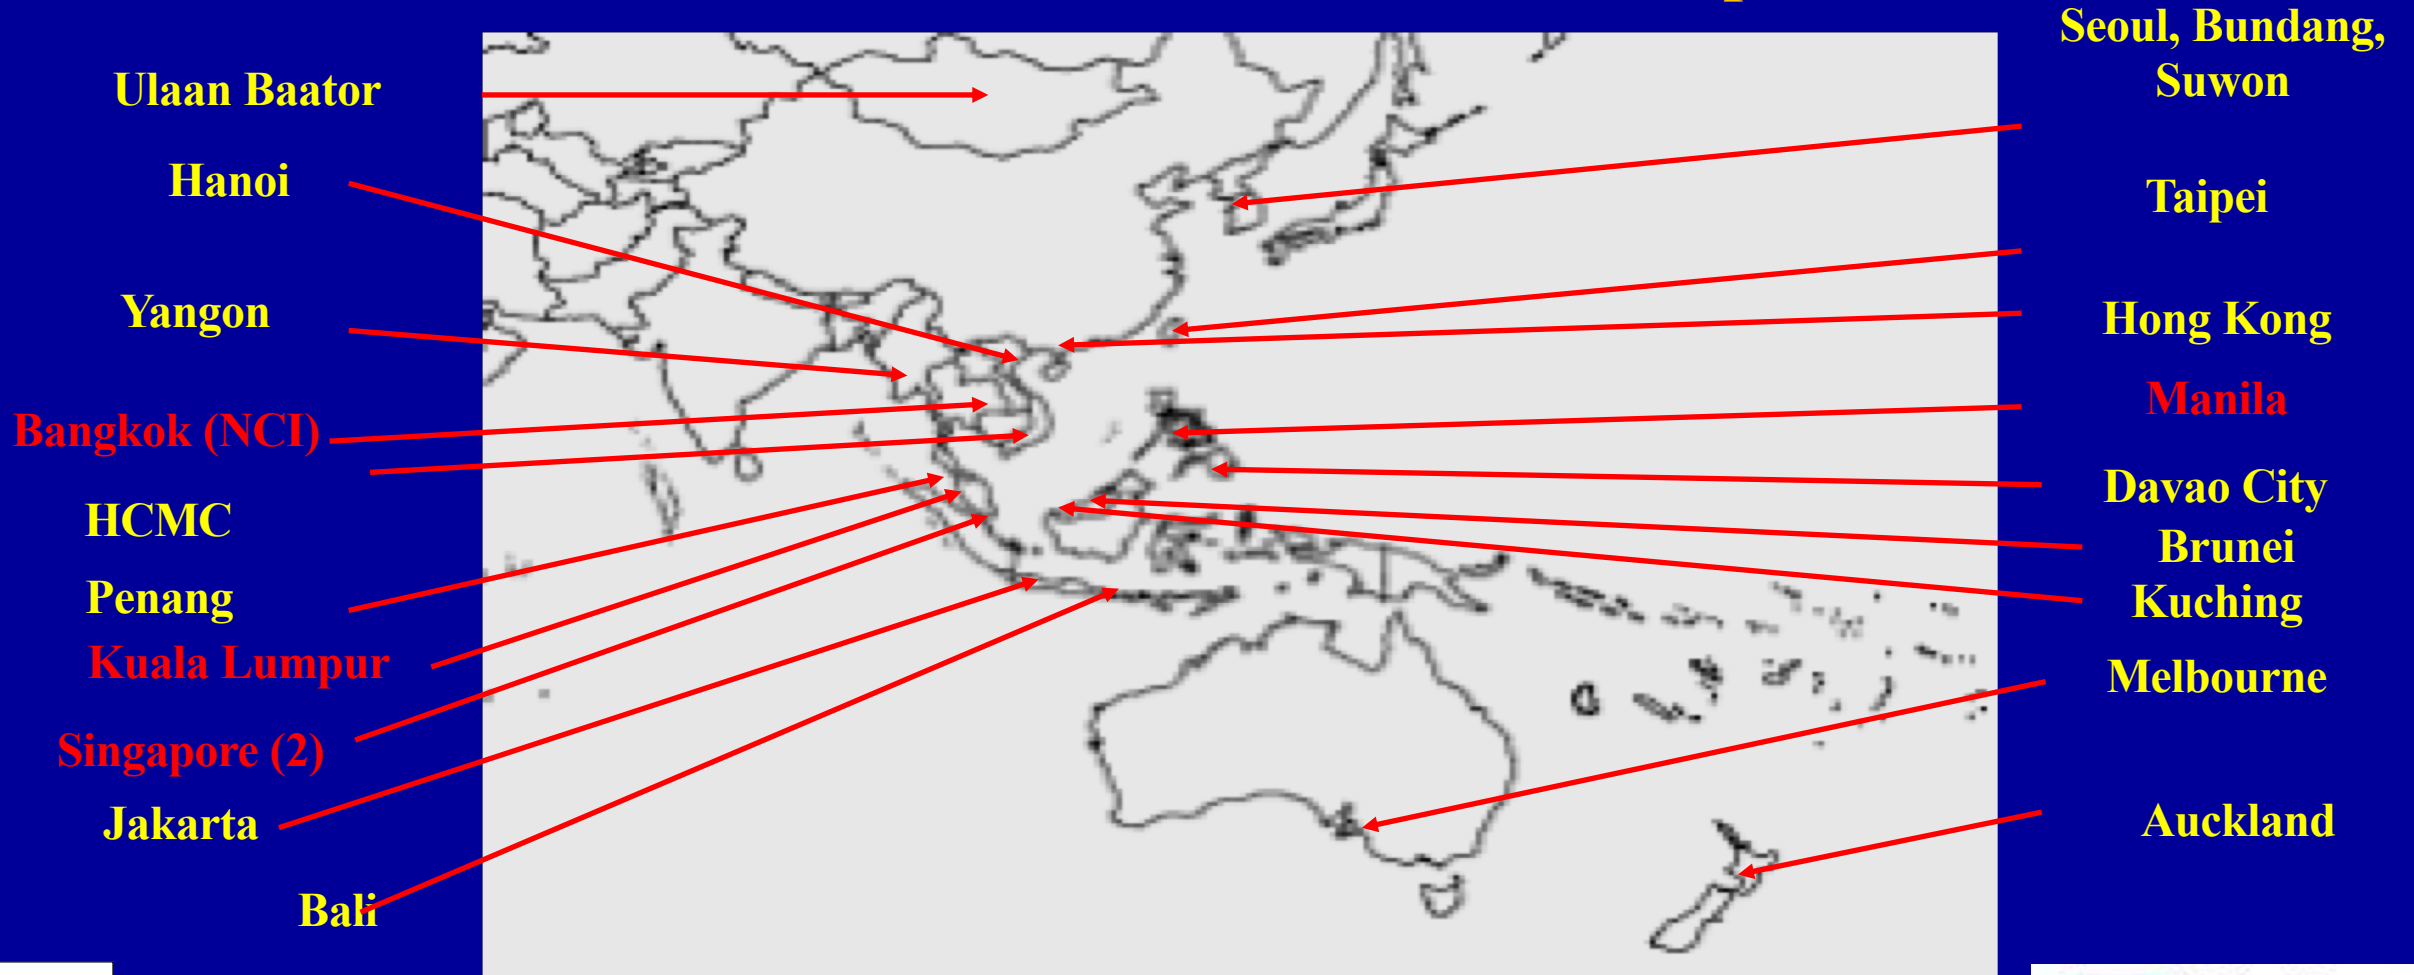 Ulaan Baator
Hanoi
Yangon
Bangkok (NCI)
HCMC
Penang
Kuala Lumpur
Singapore (2)
Jakarta
Bali
Seoul, Bundang,
Suwon
Taipei
Hong Kong
Manila
Davao City
Brunei
Kuching
Melbourne
Auckland